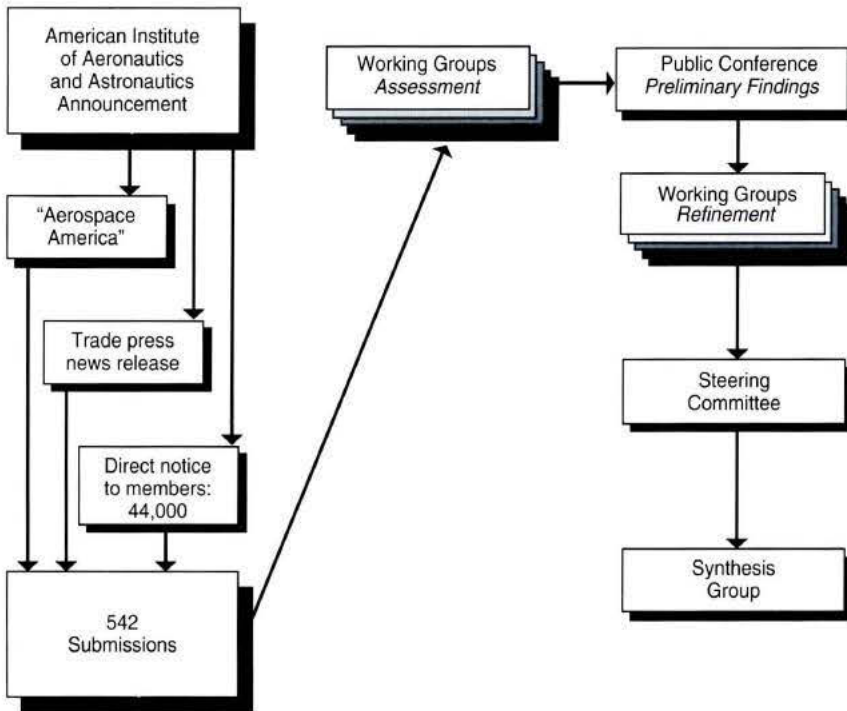 American Institute
of Aeronautics
and Astronautics
Announcement
"Aerospace
America"
Trade press
news release
Direct notice
to members:
44,000
542
Submissions
Working Groups
Assessment
Public Conference
Preliminary Findings
Working Groups
Refinement
Steering
Committee
Synthesis
Group